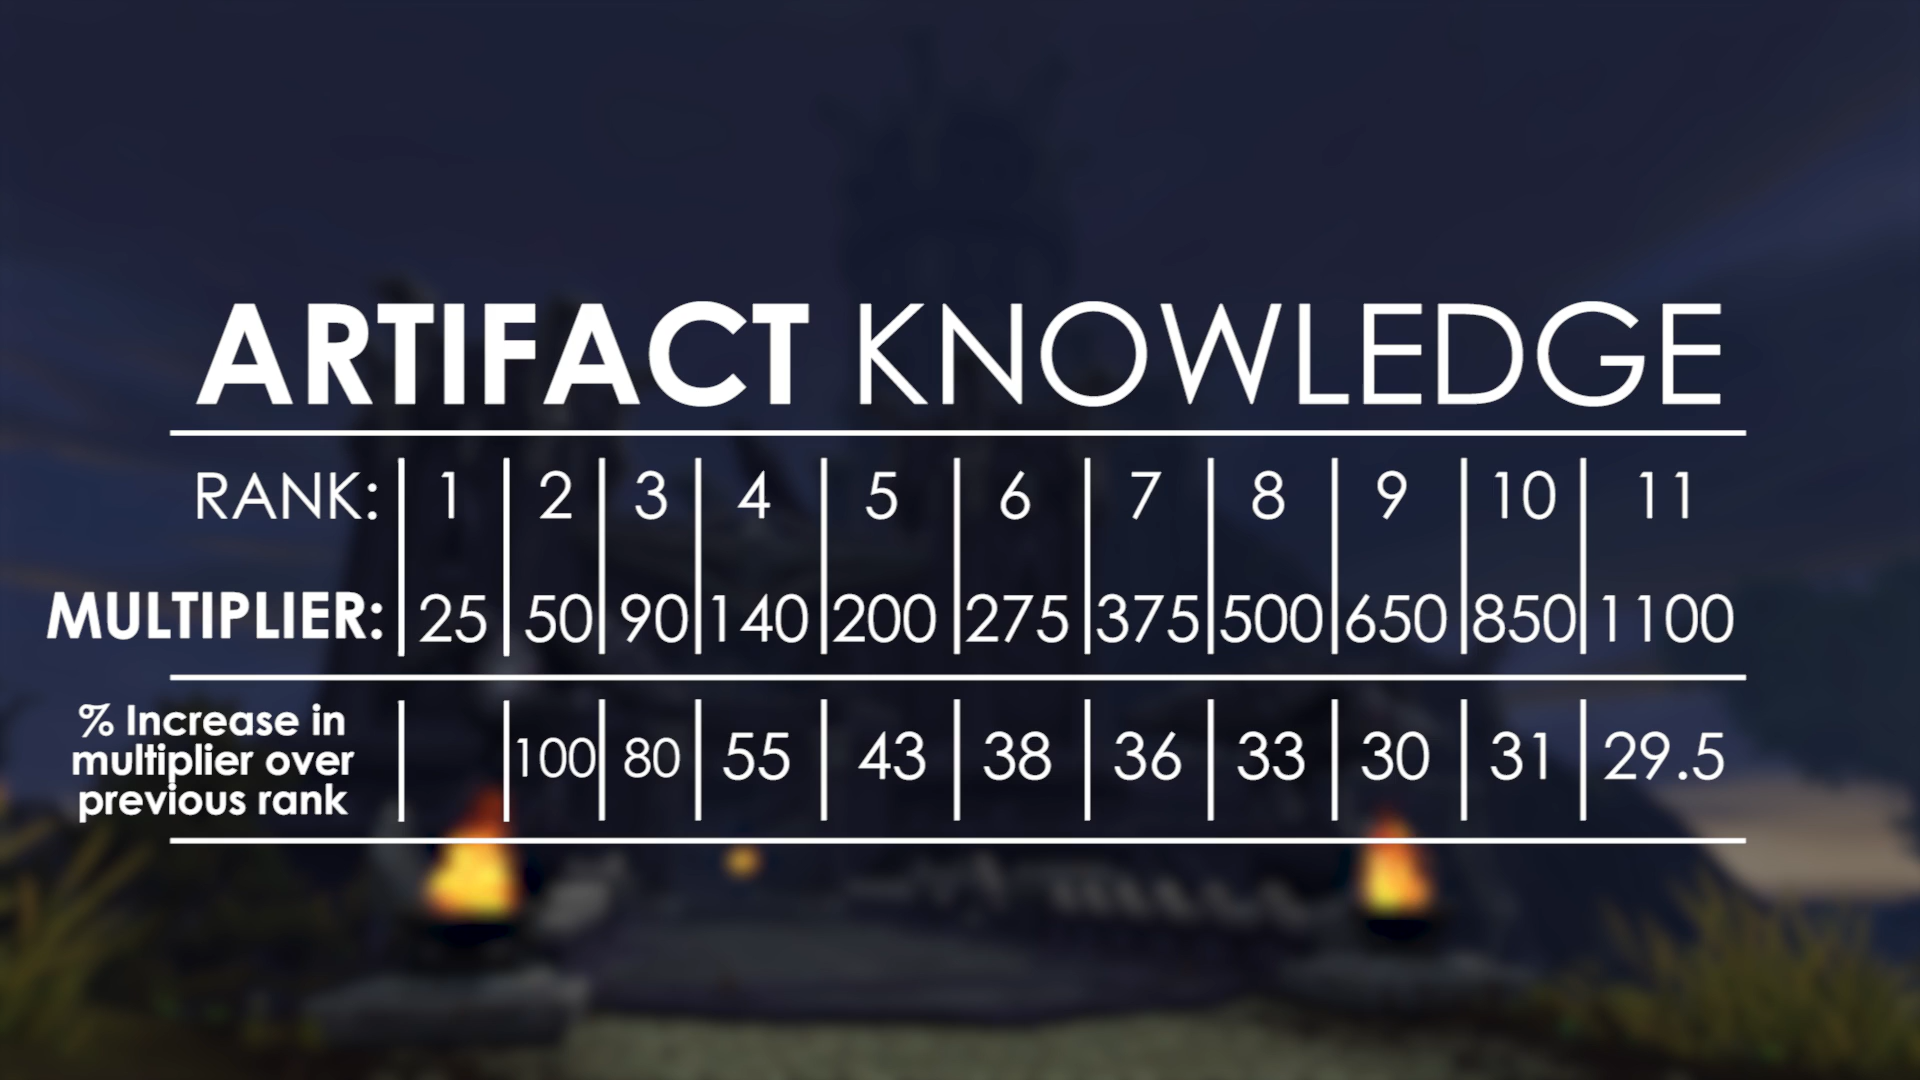 ARTIFACT KNOWLEDGE
RANK: 1 2 3 4 5 6 7 8 9 10 11
MULTIPLIER: 25 50 90 140 200 275 375 500 650 850 1100
% Increase in
multiplier over
previous rank
100 80 55 43 38 36 33 30 31 29.5